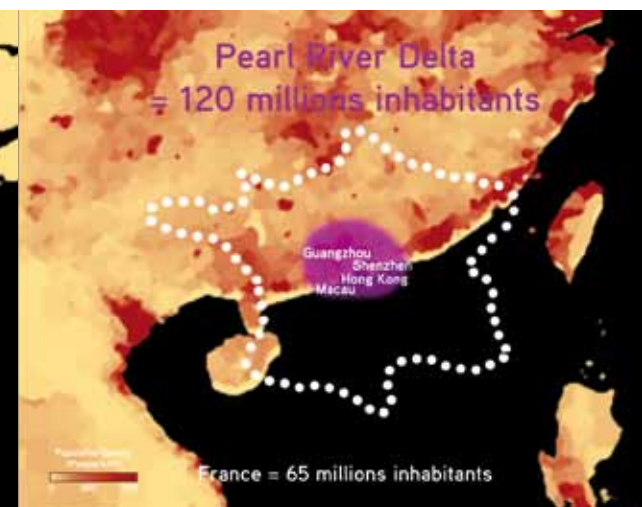 Pearl River Delta
= 120 millions inhabitants
Guangzhou
Shenzhen
Hong Kong
Macau
France = 65 millions inhabitants